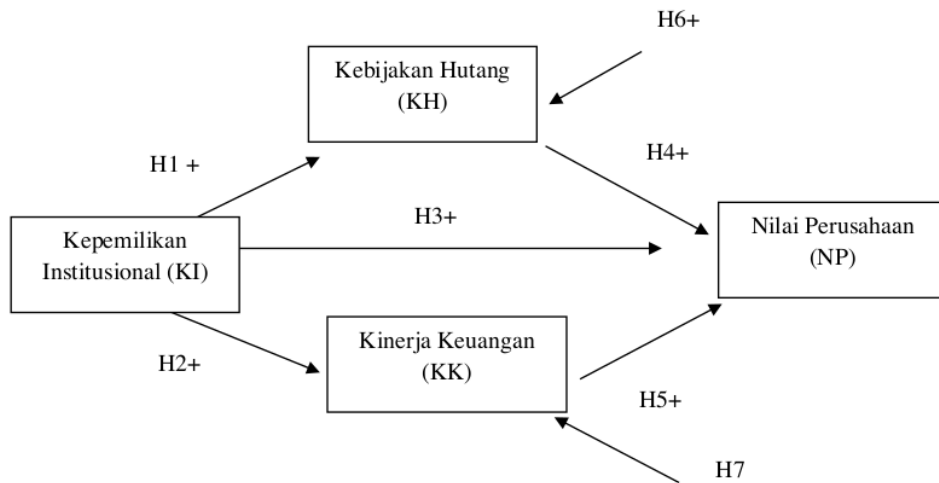 H6+
Kebijakan Hutang
(KH)
H1 +
H4+
H3+
Kepemilikan
Institusional (KI)
Nilai Perusahaan
(NP)
H2+
Kinerja Keuangan
(KK)
H5+
H7